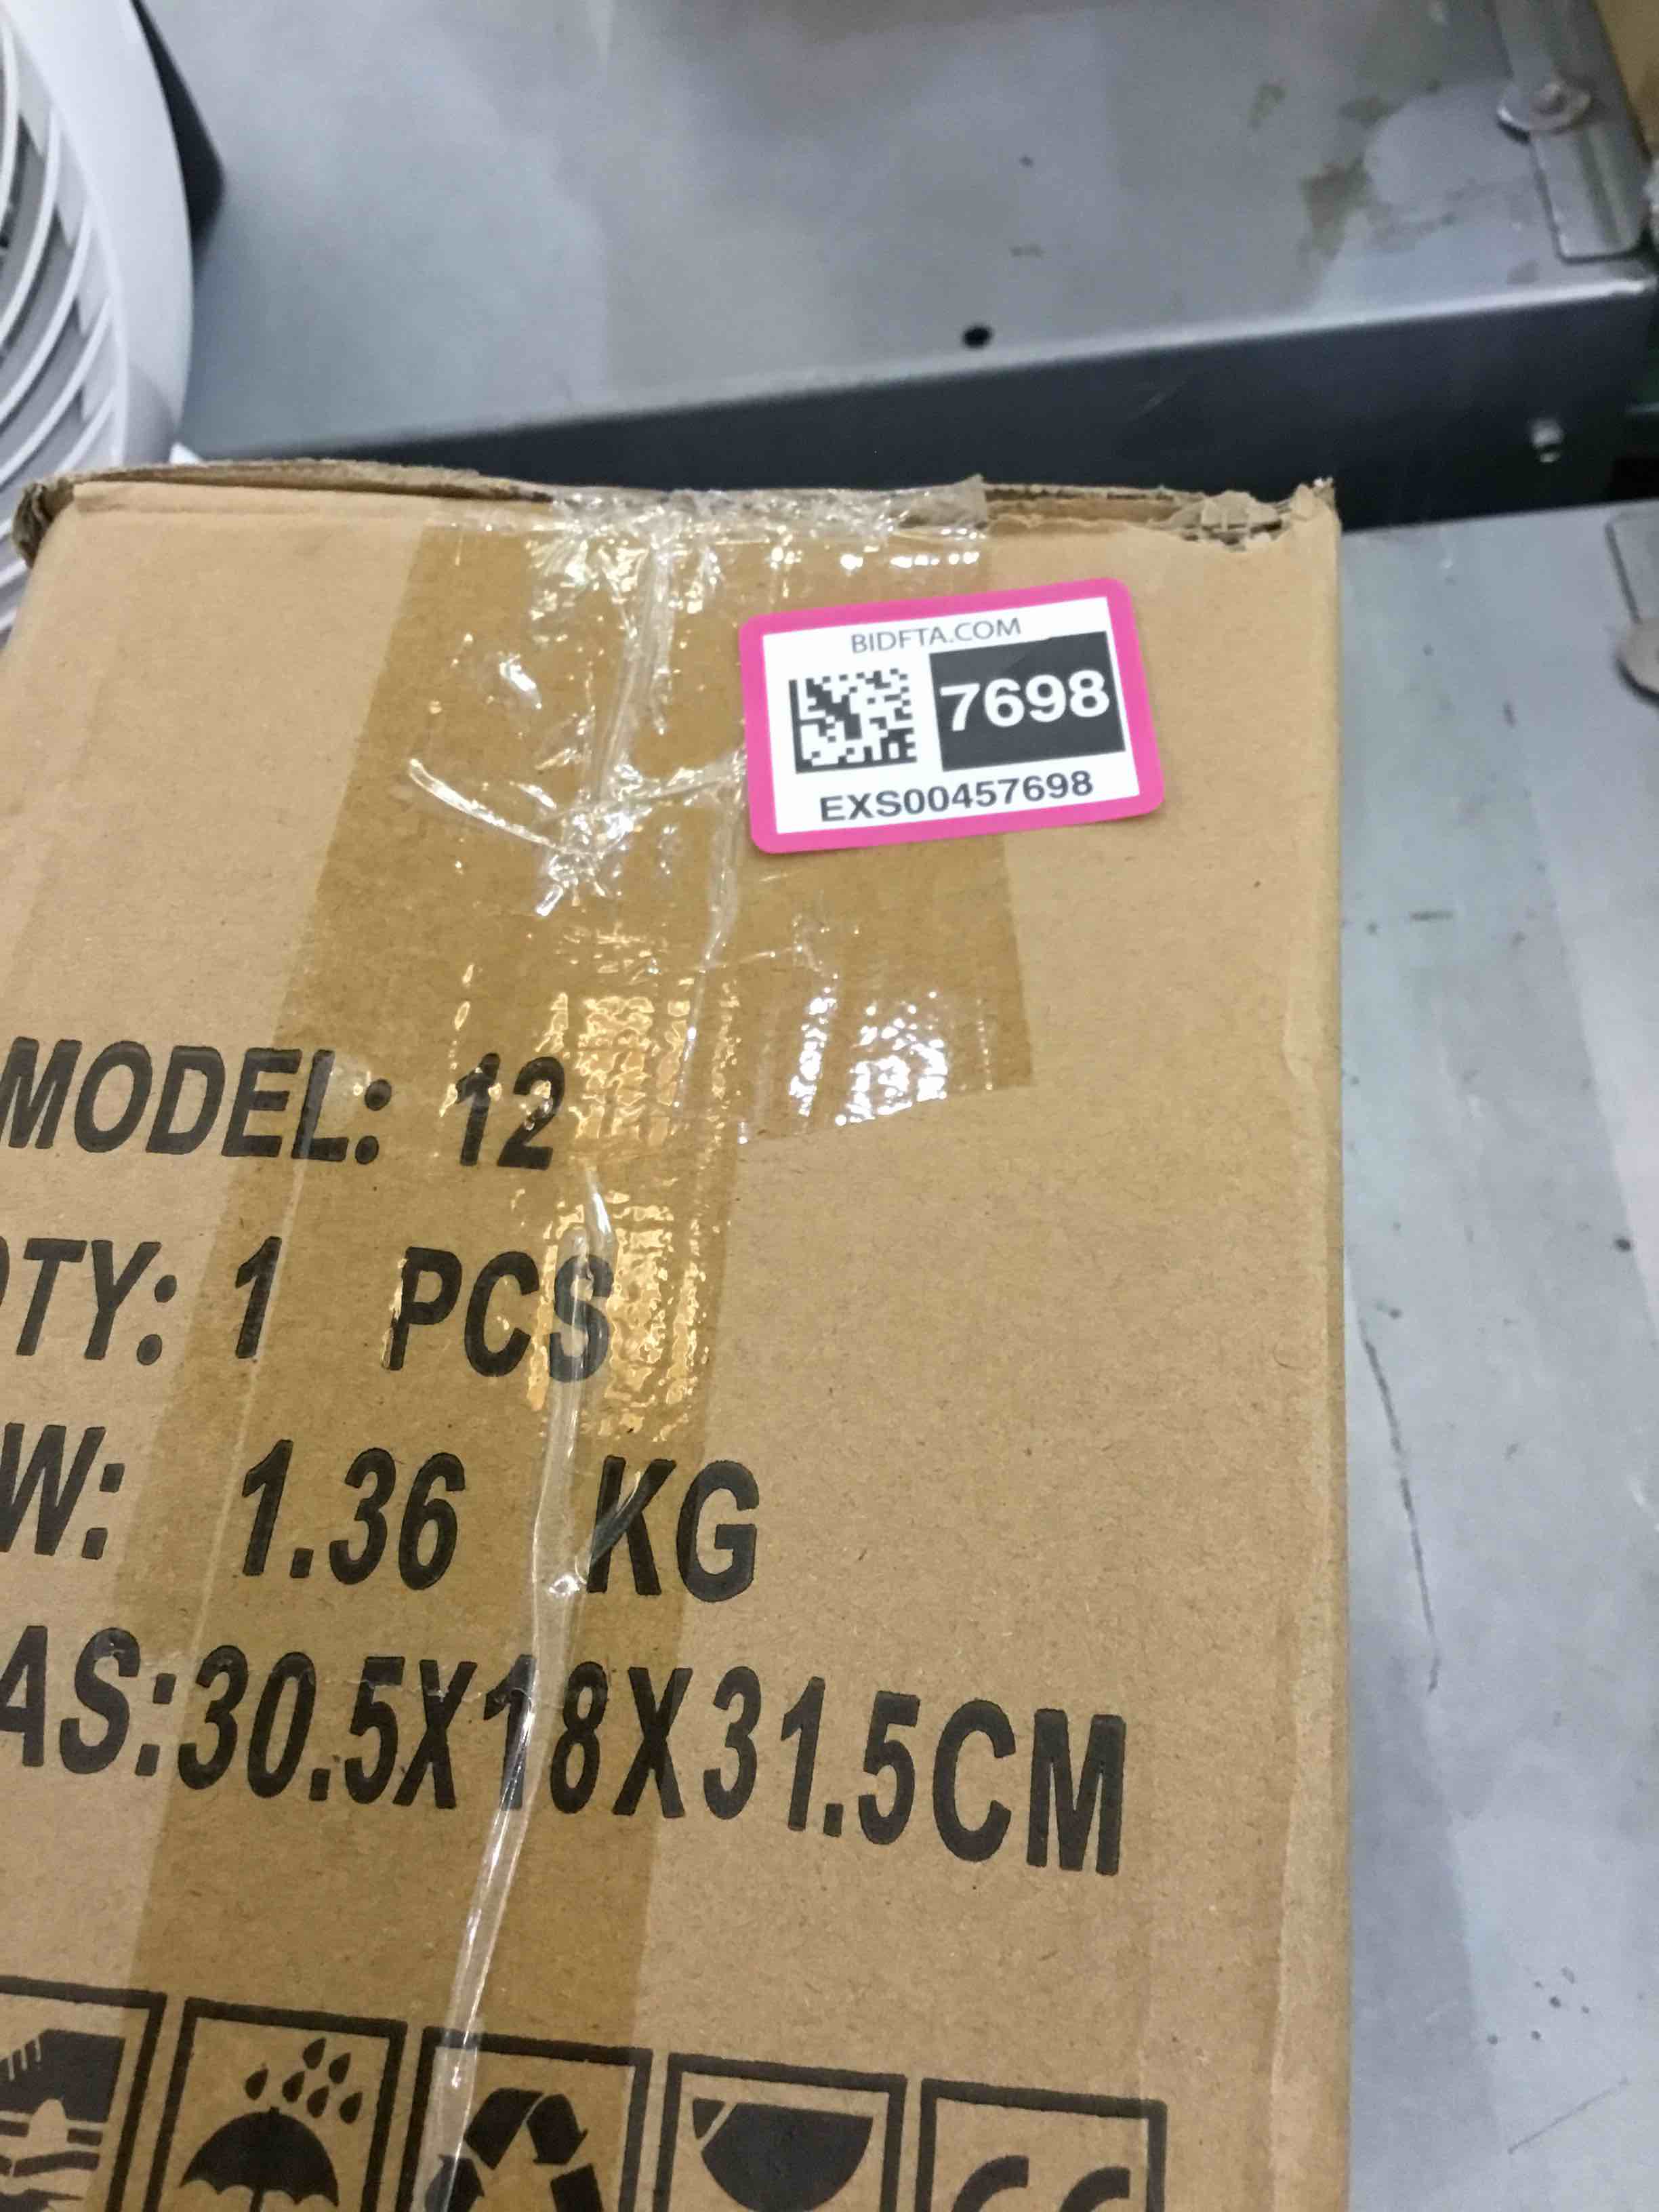 BIDFTA.COM
7698
EXS00457698
MODEL: 12
TY: 1 PCS
W: 1.36 KG
AS:30.5X18X31.5CM